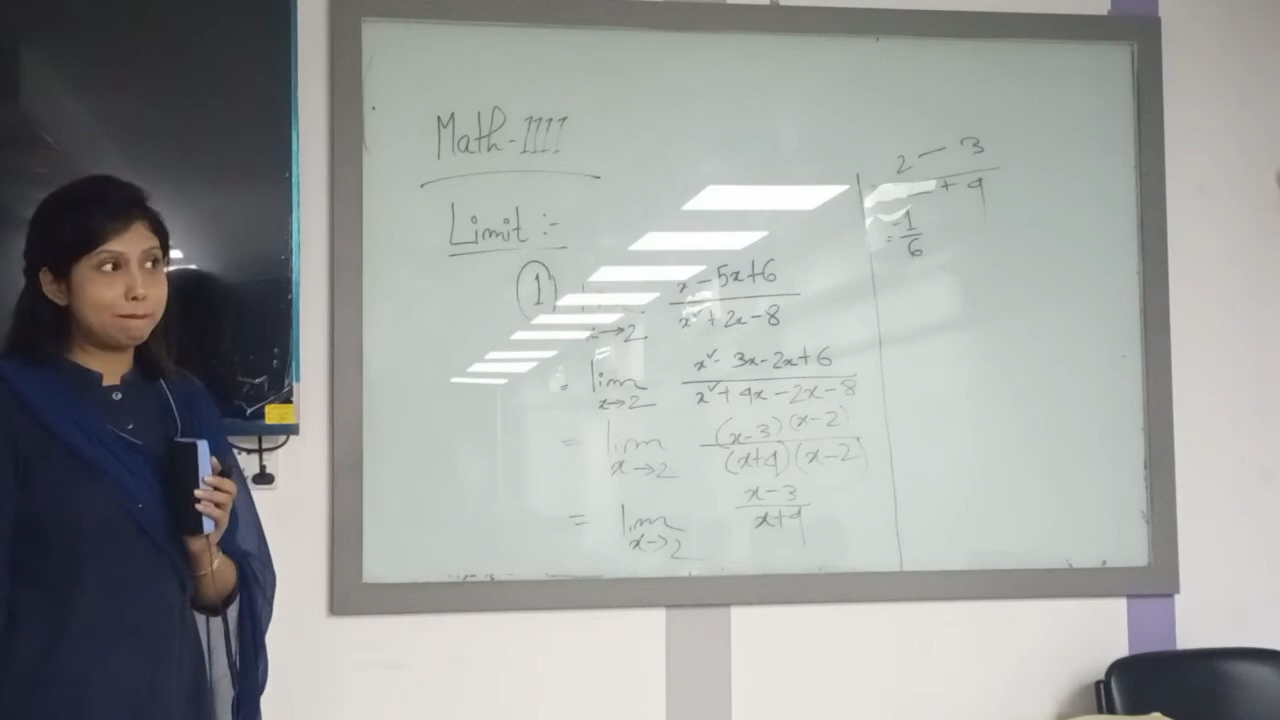 Math-1111
Limit :-
① lim x→2 x - 5x + 6 / x² + 2x - 8
= lim x→2 x² - 3x - 2x + 6 / x² + 4x - 2x - 8
= lim x→2 (x-3)(x-2) / (x+4)(x-2)
= lim x→2 x-3 / x+4
2 - 3 / + 4
= -1 / 6